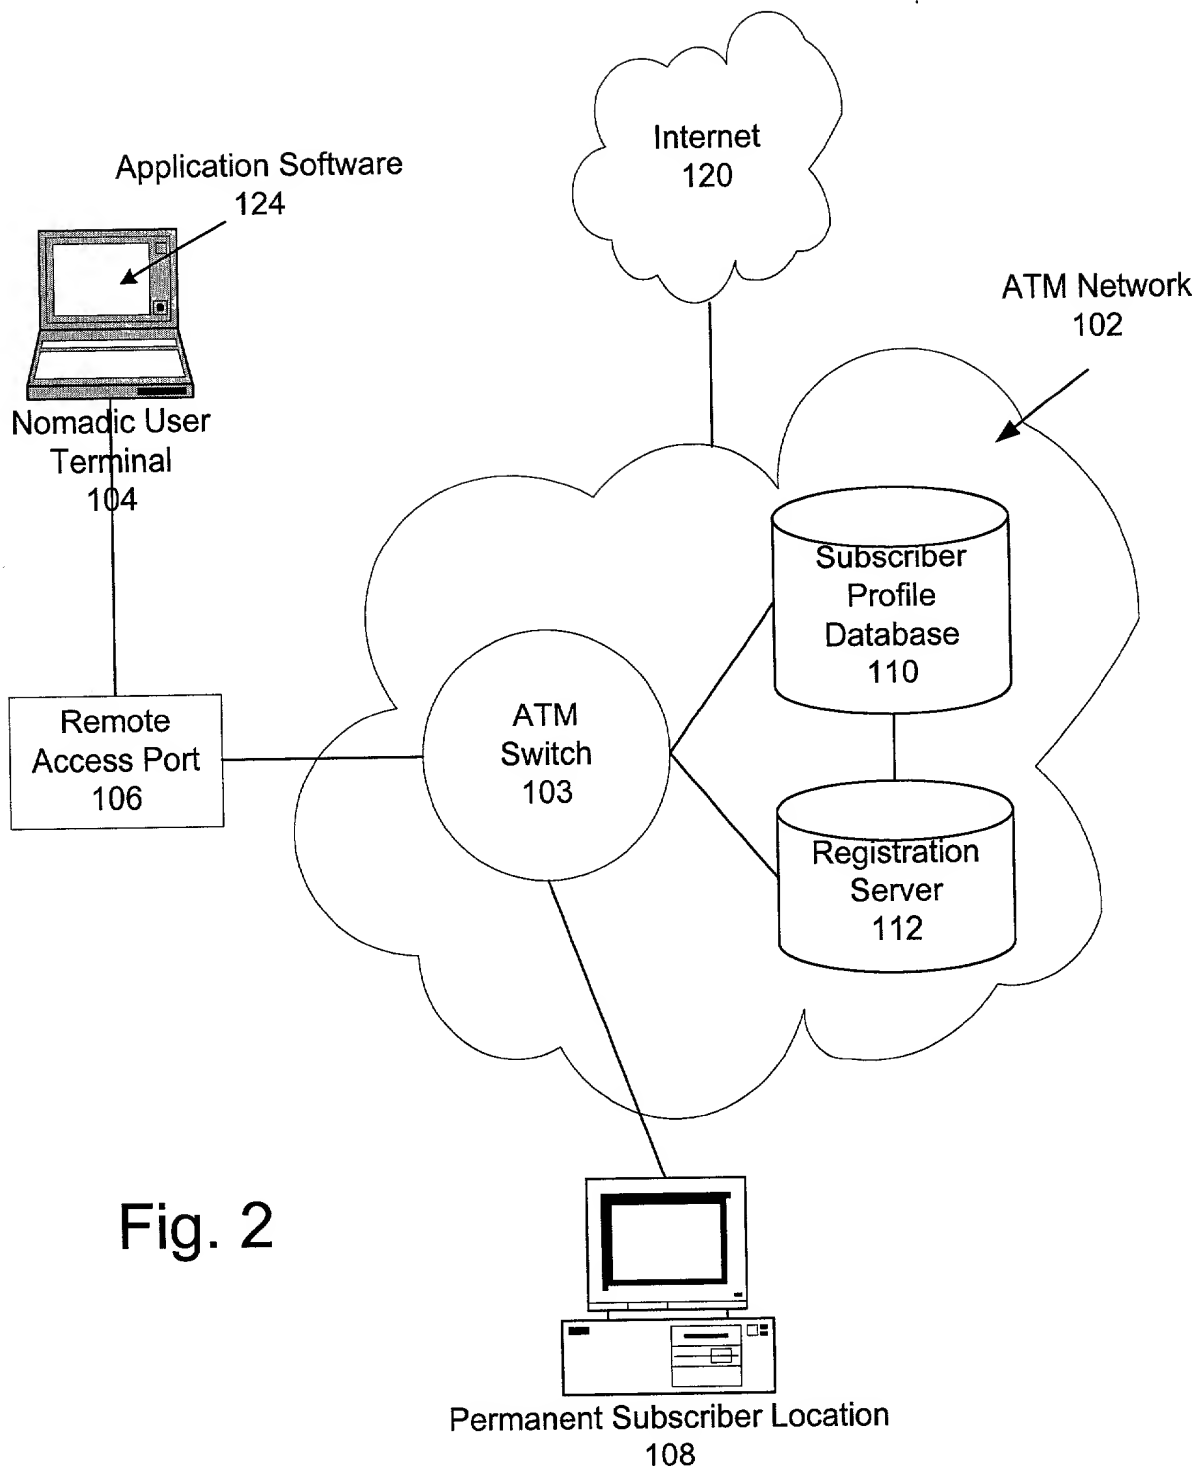 Internet
120
Application Software
124
ATM Network
102
Nomadic User
Terminal
104
Subscriber
Profile
Database
110
Remote
Access Port
106
ATM
Switch
103
Registration
Server
112
Fig. 2
Permanent Subscriber Location
108